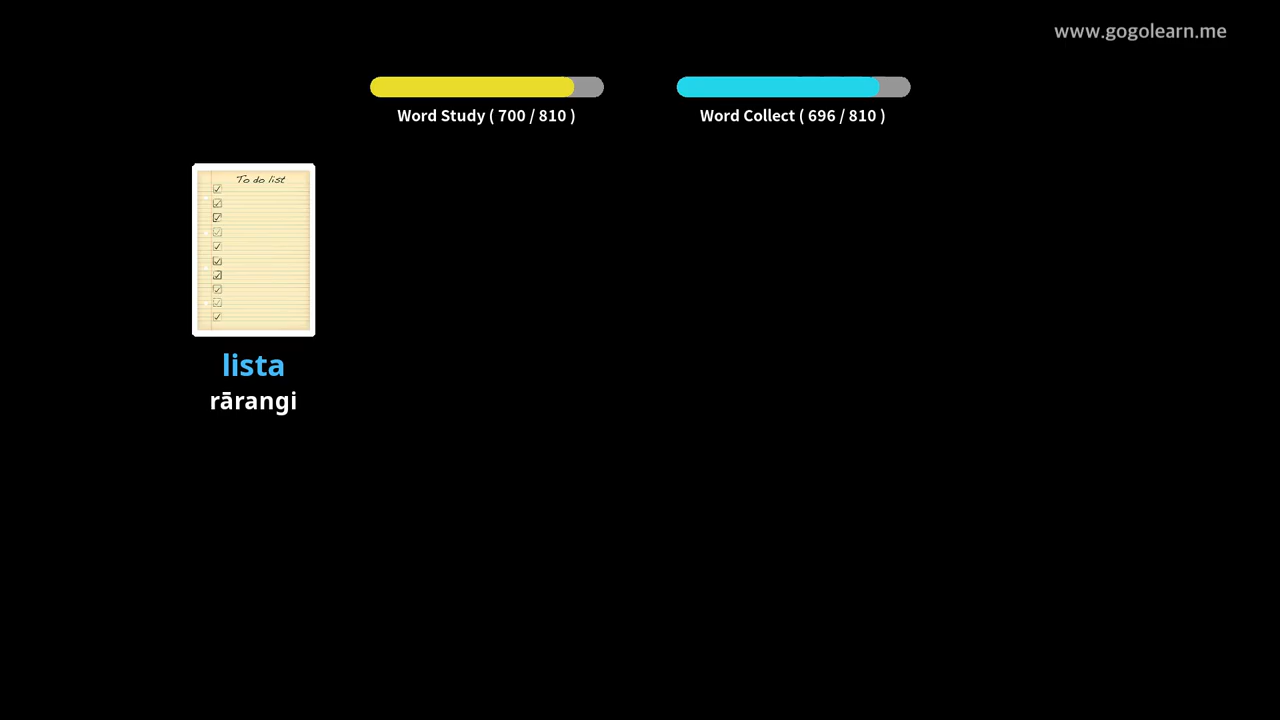 www.gogolearn.me
Word Study ( 700 / 810 )
Word Collect ( 696 / 810 )
To do list
lista
rārangi